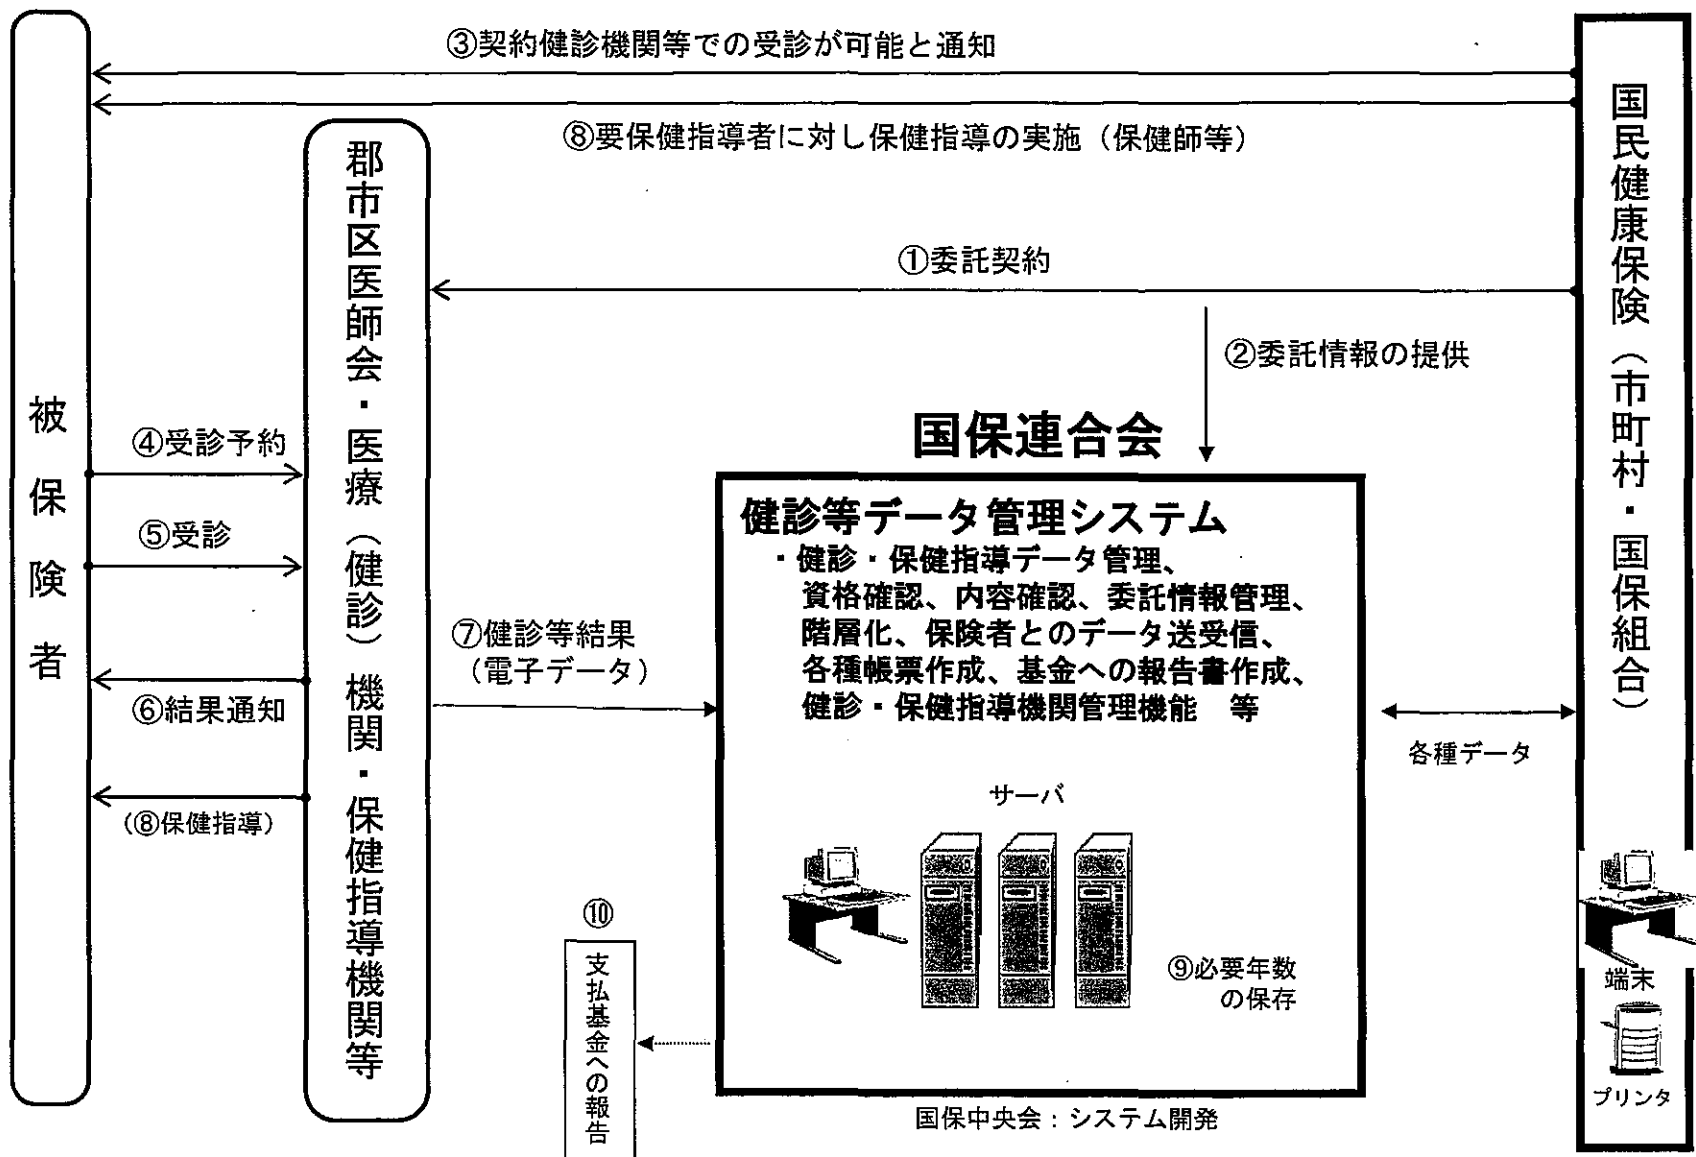 ③契約健診機関等での受診が可能と通知
⑧要保健指導者に対し保健指導の実施（保健師等）
①委託契約
②委託情報の提供
被保険者
郡市区医師会・医療（健診）機関・保健指導機関等
国民健康保険（市町村・国保組合）
④受診予約
⑤受診
⑥結果通知
（⑧保健指導）
⑦健診等結果
（電子データ）
国保連合会
健診等データ管理システム
・健診・保健指導データ管理、
資格確認、内容確認、委託情報管理、
階層化、保険者とのデータ送受信、
各種帳票作成、基金への報告書作成、
健診・保健指導機関管理機能　等
各種データ
サーバ
⑨必要年数
の保存
⑩
支払基金への報告
端末
プリンタ
国保中央会：システム開発